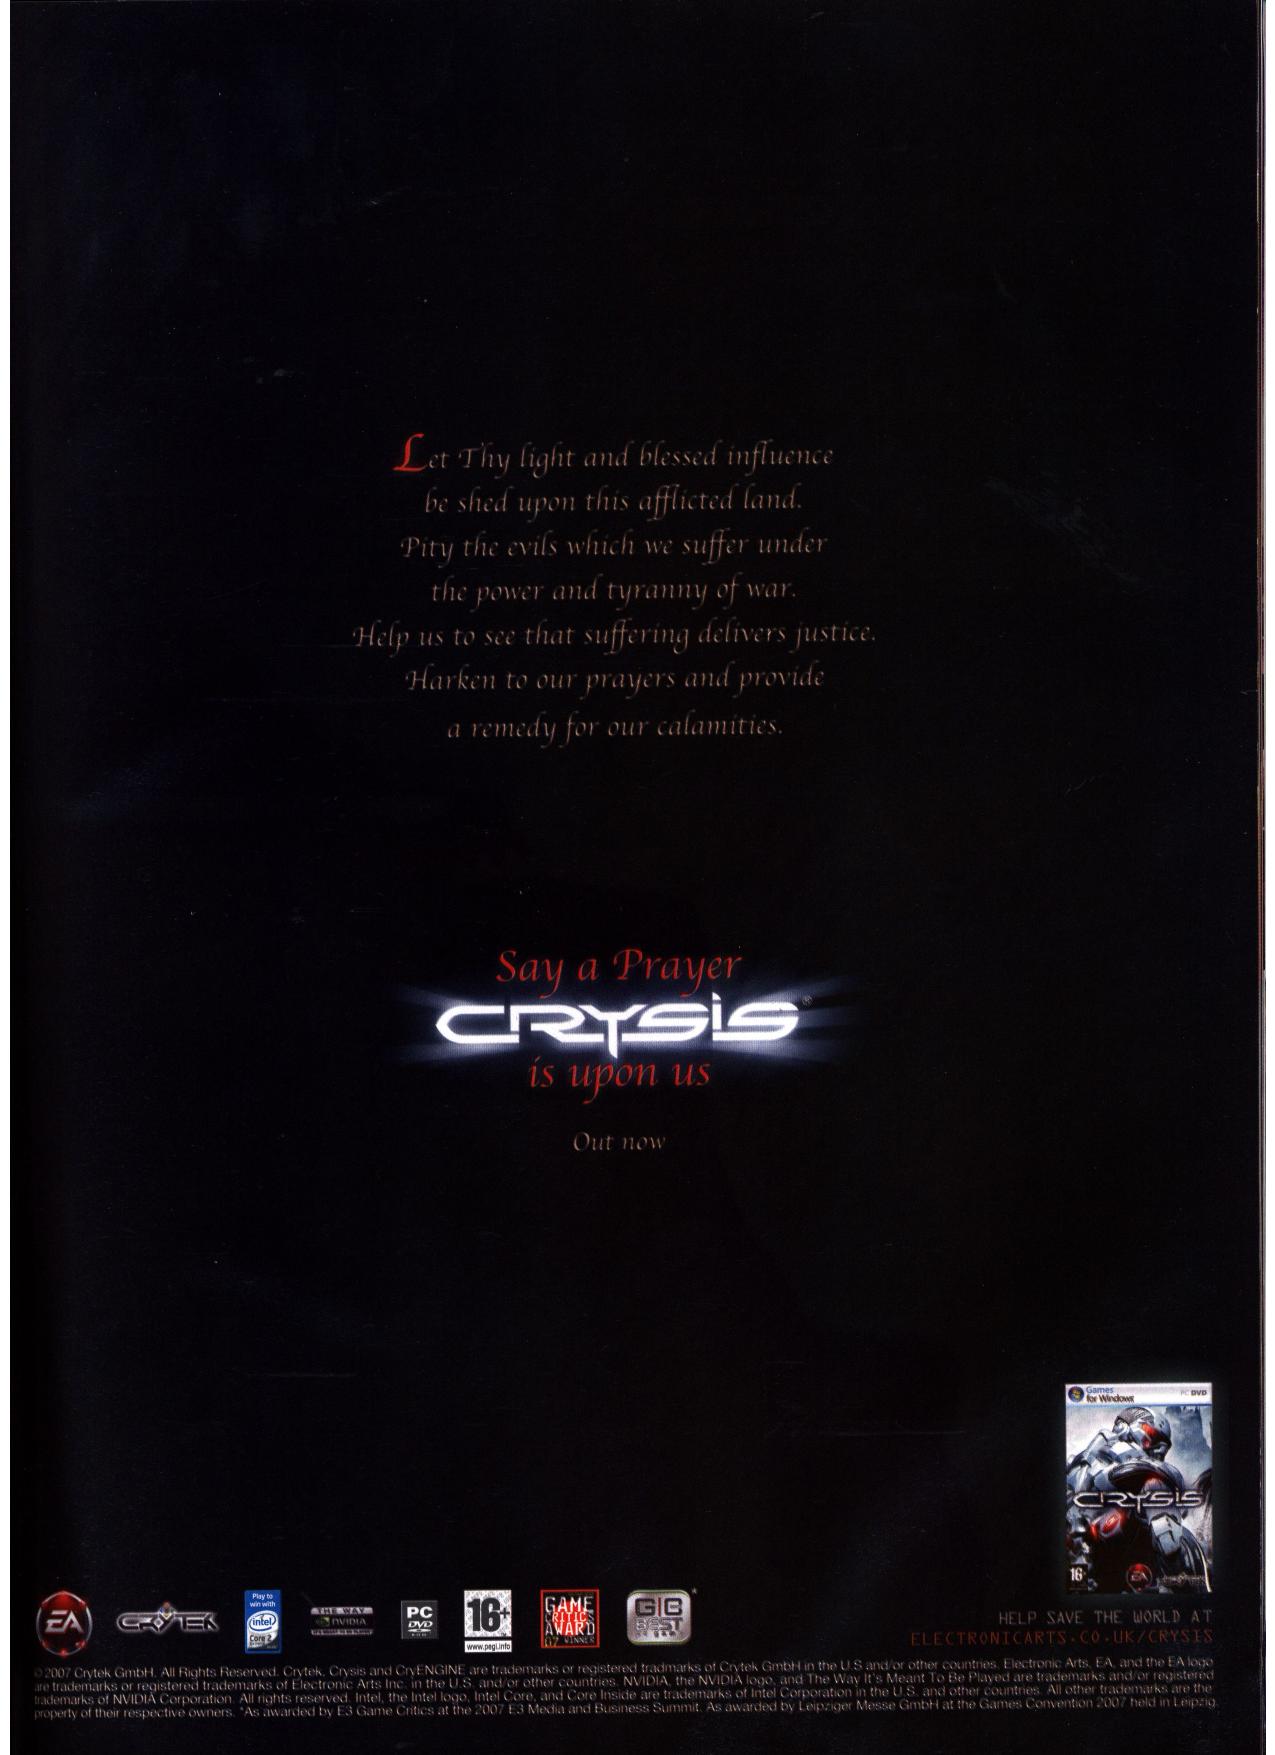 Let Thy light and blessed influence
be shed upon this afflicted land.
Pity the evils which we suffer under
the power and tyranny of war.
Help us to see that suffering delivers justice.
Harken to our prayers and provide
a remedy for our calamities.
Say a Prayer
CRYSIS®
is upon us
Out now
Games
for Windows
PC DVD
CRYSIS
16+
EA
CRYTEK
EA
CRYTEK
Play to
win with
intel
Core 2
THE WAY
NVIDIA
IT'S MEANT TO BE PLAYED
PC
DVD
16+
www.pegi.info
GAME
CRITICS
AWARD
07 WINNER
GC
BEST
*
HELP SAVE THE WORLD AT
ELECTRONICARTS.CO.UK/CRYSIS
© 2007 Crytek GmbH. All Rights Reserved. Crytek, Crysis and CryENGINE are trademarks or registered tradmarks of Crytek GmbH in the U.S and/or other countries. Electronic Arts, EA, and the EA logo
are trademarks or registered trademarks of Electronic Arts Inc. in the U.S. and/or other countries. NVIDIA, the NVIDIA logo, and The Way It's Meant To Be Played are trademarks and/or registered
trademarks of NVIDIA Corporation. All rights reserved. Intel, the Intel logo, Intel Core, and Core Inside are trademarks of Intel Corporation in the U.S. and other countries. All other trademarks are the
property of their respective owners. *As awarded by E3 Game Critics at the 2007 E3 Media and Business Summit. As awarded by Leipziger Messe GmbH at the Games Convention 2007 held in Leipzig.